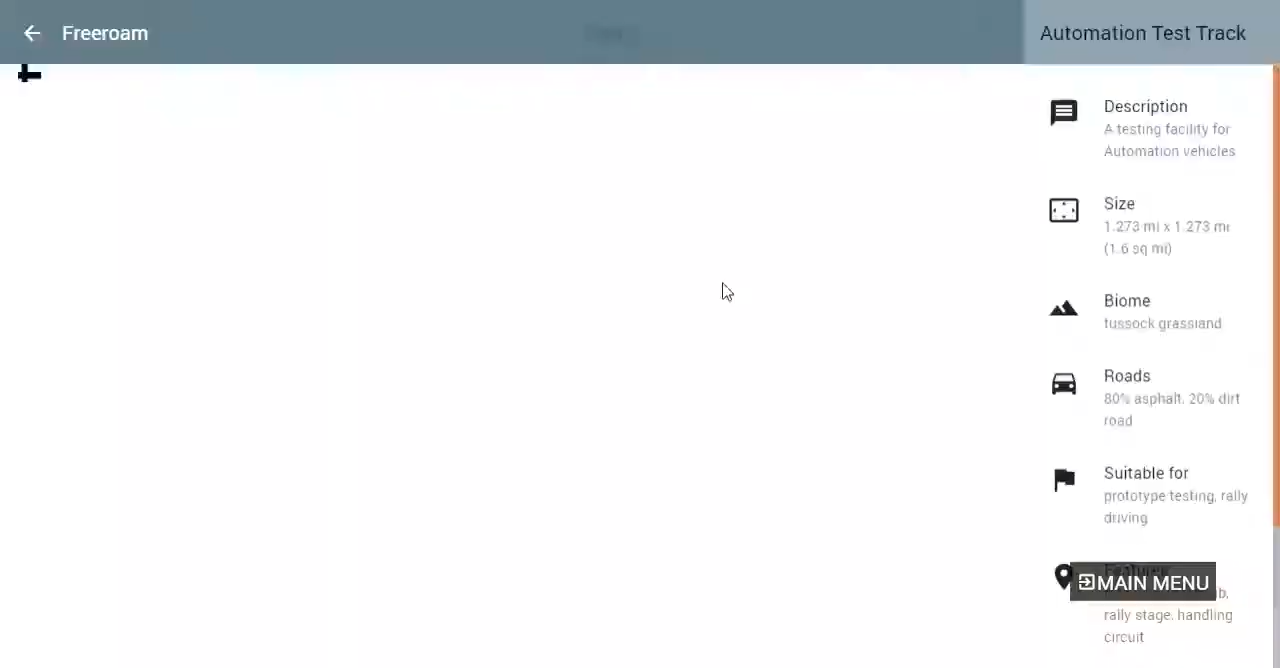 Freeroam
Automation Test Track
Description
A testing facility for
Automation vehicles
Size
1.273 mi x 1.273 mi
(1.6 sq mi)
Biome
tussock grassland
Roads
80% asphalt, 20% dirt
road
Suitable for
prototype testing, rally
driving
Features
MAIN MENU
rally stage, handling
circuit